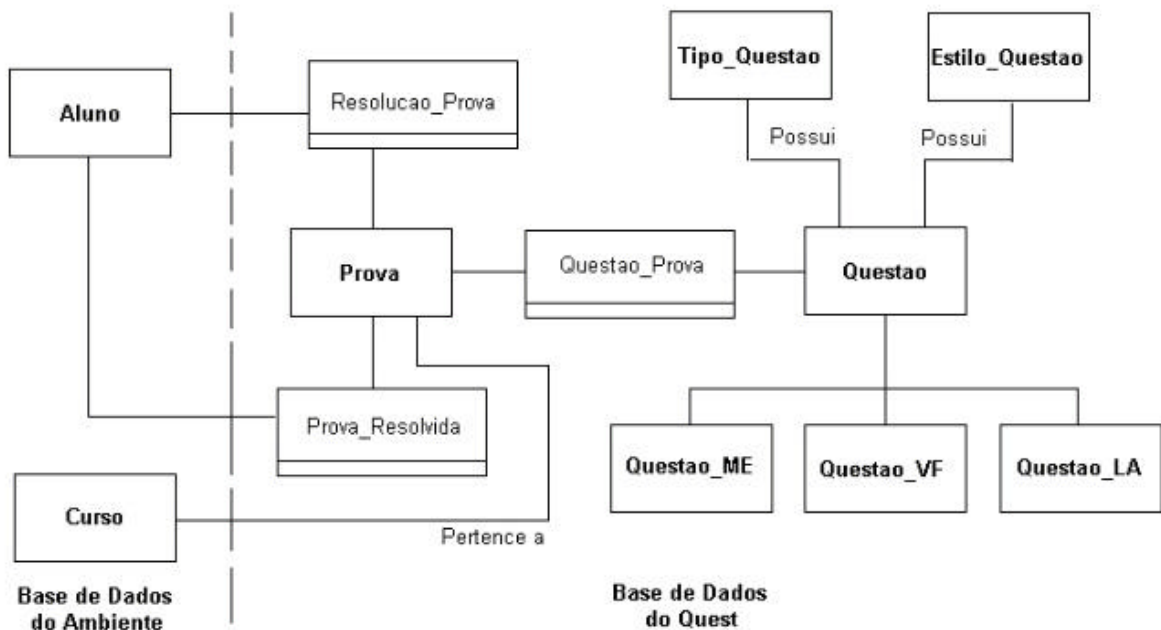 Tipo_Questao
Estilo_Questao
Aluno
Resolucao_Prova
Possui
Possui
Prova
Questao_Prova
Questao
Prova_Resolvida
Questao_ME
Questao_VF
Questao_LA
Curso
Pertence a
Base de Dados
do Ambiente
Base de Dados
do Quest